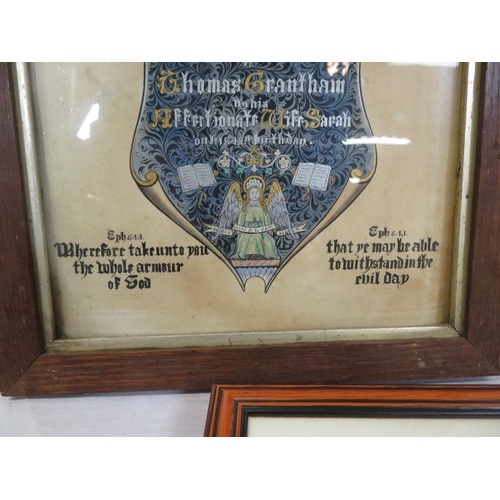 Thomas Grantham
by his
Affectionate Wife Sarah
on his birthday.
Eph 6.13.
Wherefore take unto you
the whole armour
of God
Eph 6.13
that ye may be able
to withstand in the
evil day